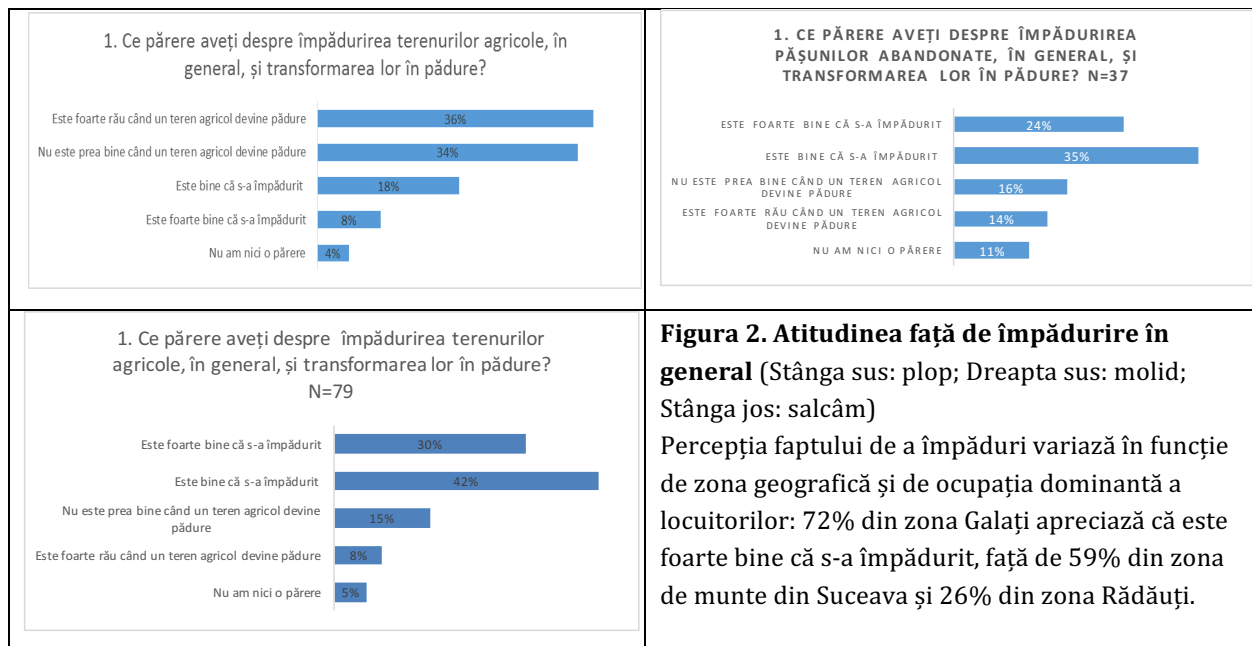 1. Ce părere aveți despre împădurirea terenurilor agricole, în
general, și transformarea lor în pădure?
Este foarte rău când un teren agricol devine pădure
36%
Nu este prea bine când un teren agricol devine pădure
34%
Este bine că s-a împădurit
18%
Este foarte bine că s-a împădurit
8%
Nu am nici o părere
4%
1. CE PĂRERE AVEȚI DESPRE ÎMPĂDURIREA
PĂȘUNILOR ABANDONATE, ÎN GENERAL, ȘI
TRANSFORMAREA LOR ÎN PĂDURE? N=37
ESTE FOARTE BINE CĂ S-A ÎMPĂDURIT
24%
ESTE BINE CĂ S-A ÎMPĂDURIT
35%
NU ESTE PREA BINE CÂND UN TEREN AGRICOL
DEVINE PĂDURE
16%
ESTE FOARTE RĂU CÂND UN TEREN AGRICOL
DEVINE PĂDURE
14%
NU AM NICI O PĂRERE
11%
1. Ce părere aveți despre împădurirea terenurilor
agricole, în general, și transformarea lor în pădure?
N=79
Este foarte bine că s-a împădurit
30%
Este bine că s-a împădurit
42%
Nu este prea bine când un teren agricol devine
pădure
15%
Este foarte rău când un teren agricol devine pădure
8%
Nu am nici o părere
5%
Figura 2. Atitudinea față de împădurire în
general (Stânga sus: plop; Dreapta sus: molid;
Stânga jos: salcâm)
Percepția faptului de a împăduri variază în funcție
de zona geografică și de ocupația dominantă a
locuitorilor: 72% din zona Galați apreciază că este
foarte bine că s-a împădurit, față de 59% din zona
de munte din Suceava și 26% din zona Rădăuți.